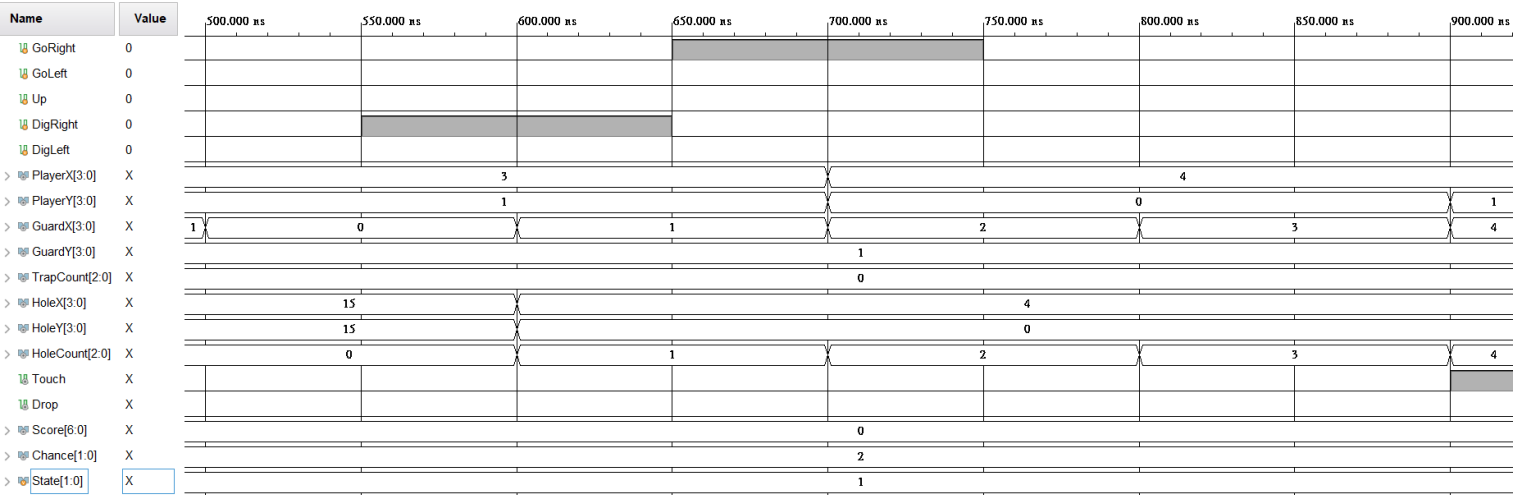 Name Value 500.000 ns 550.000 ns 600.000 ns 650.000 ns 700.000 ns 750.000 ns 800.000 ns 850.000 ns 900.000 ns
GoRight 0
GoLeft 0
Up 0
DigRight 0
DigLeft 0
PlayerX[3:0] X 3 4
PlayerY[3:0] X 1 0 1
GuardX[3:0] X 1 0 1 2 3 4
GuardY[3:0] X 1
TrapCount[2:0] X 0
HoleX[3:0] X 15 4
HoleY[3:0] X 15 0
HoleCount[2:0] X 0 1 2 3 4
Touch X
Drop X
Score[6:0] X 0
Chance[1:0] X 2
State[1:0] X 1